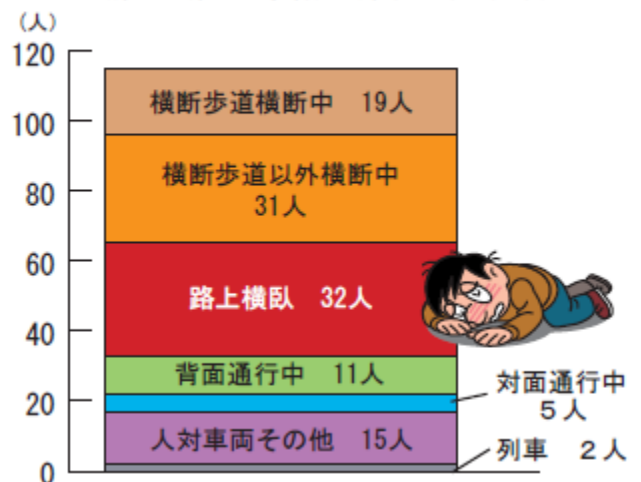 （人）
120
100
80
60
40
20
0
横断歩道横断中　19人
横断歩道以外横断中
31人
路上横臥　32人
背面通行中　11人
対面通行中
５人
人対車両その他　15人
列車　２人